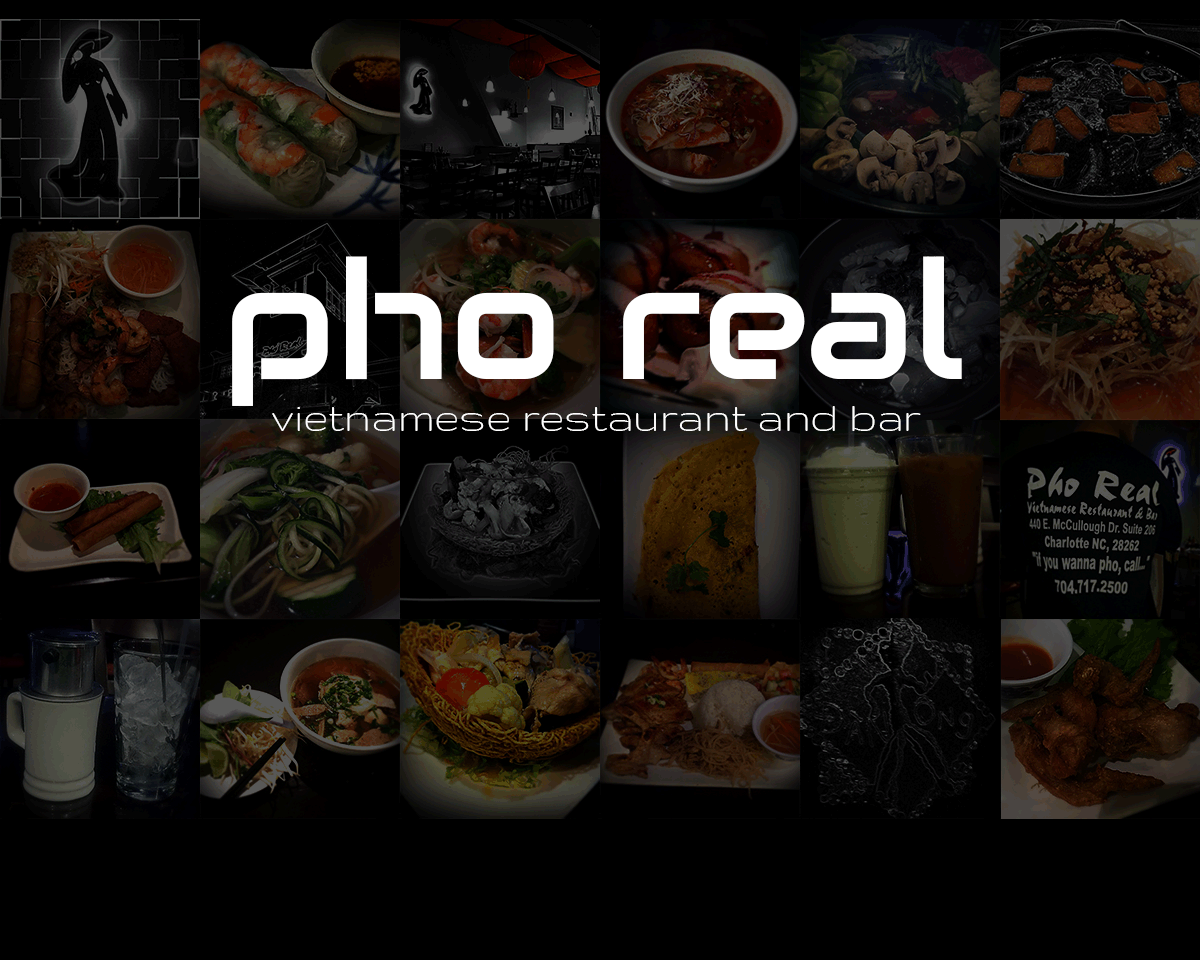 pho real
vietnamese restaurant and bar
Pho Real
Vietnamese Restaurant & Bar
440 E. McCullough Dr. Suite 206
Charlotte NC, 28262
"if you wanna pho, call..."
704.717.2500